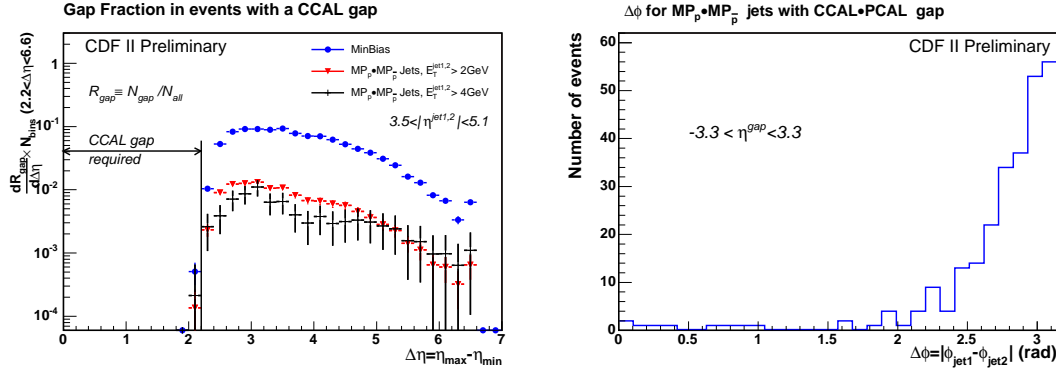 Gap Fraction in events with a CCAL gap
CDF II Preliminary
MinBias
MP_p•MP_p̅ Jets, E_T^jet1,2 > 2GeV
MP_p•MP_p̅ Jets, E_T^jet1,2 > 4GeV
R_gap ≡ N_gap /N_all
3.5<|η^jet1,2|<5.1
CCAL gap
required
dR_gap/dΔη × N_bins (2.2<Δη<6.6)
1
10^-1
10^-2
10^-3
10^-4
0 1 2 3 4 5 6 7
Δη=η_max-η_min
Δϕ for MP_p•MP_p̅ jets with CCAL•PCAL gap
CDF II Preliminary
-3.3 < η^gap <3.3
Number of events
60
50
40
30
20
10
0
0 0.5 1 1.5 2 2.5 3
Δϕ=|ϕ_jet1-ϕ_jet2| (rad)